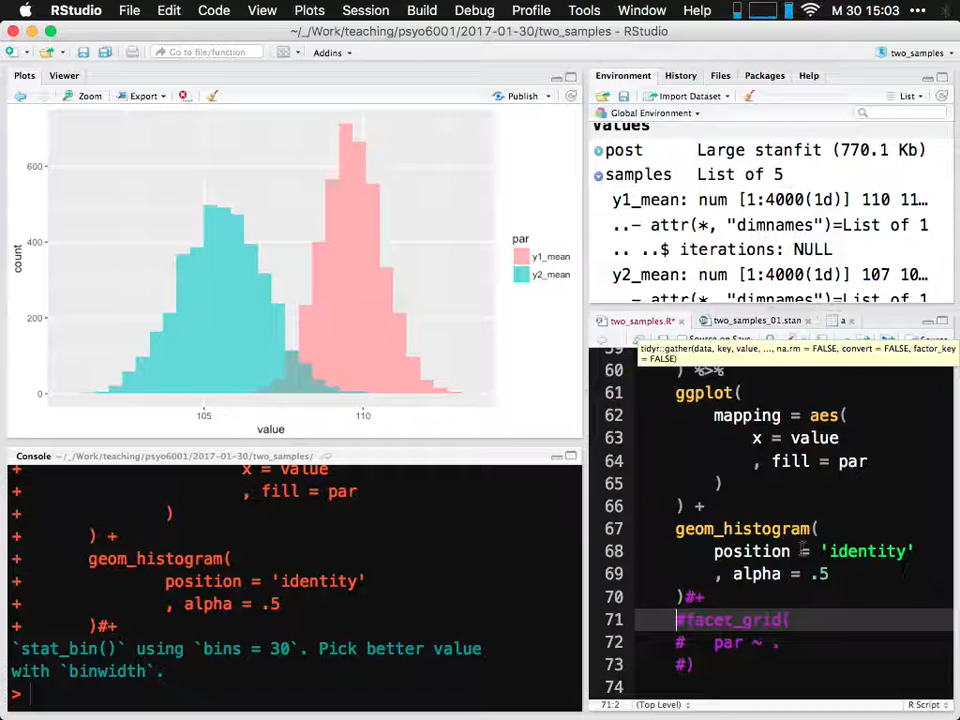 RStudio File Edit Code View Plots Session Build Debug Profile Tools Window Help M 30 15:03
~/_/Work/teaching/psyo6001/2017-01-30/two_samples - RStudio
Go to file/function Addins two_samples
Plots Viewer
Zoom Export Publish
600
400
200
0
count
105 110
value
par
y1_mean
y2_mean
Environment History Files Packages Help
Import Dataset List
Global Environment
values
post Large stanfit (770.1 Kb)
samples List of 5
y1_mean: num [1:4000(1d)] 110 11…
..- attr(*, "dimnames")=List of 1
.. ..$ iterations: NULL
y2_mean: num [1:4000(1d)] 107 10…
..- attr(*, "dimnames")=List of 1
Console ~/_/Work/teaching/psyo6001/2017-01-30/two_samples/
+ x = value
+ , fill = par
+ )
+ ) +
+ geom_histogram(
+ position = 'identity'
+ , alpha = .5
+ )#+
`stat_bin()` using `bins = 30`. Pick better value
with `binwidth`.
>
two_samples.R* two_samples_01.stan a
tidyr::gather(data, key, value, ..., na.rm = FALSE, convert = FALSE, factor_key
= FALSE)
59
60 ) %>%
61 ggplot(
62 mapping = aes(
63 x = value
64 , fill = par
65 )
66 ) +
67 geom_histogram(
68 position = 'identity'
69 , alpha = .5
70 )#+
71 #facet_grid(
72 # par ~ .
73 #)
74
71:2 (Top Level) R Script